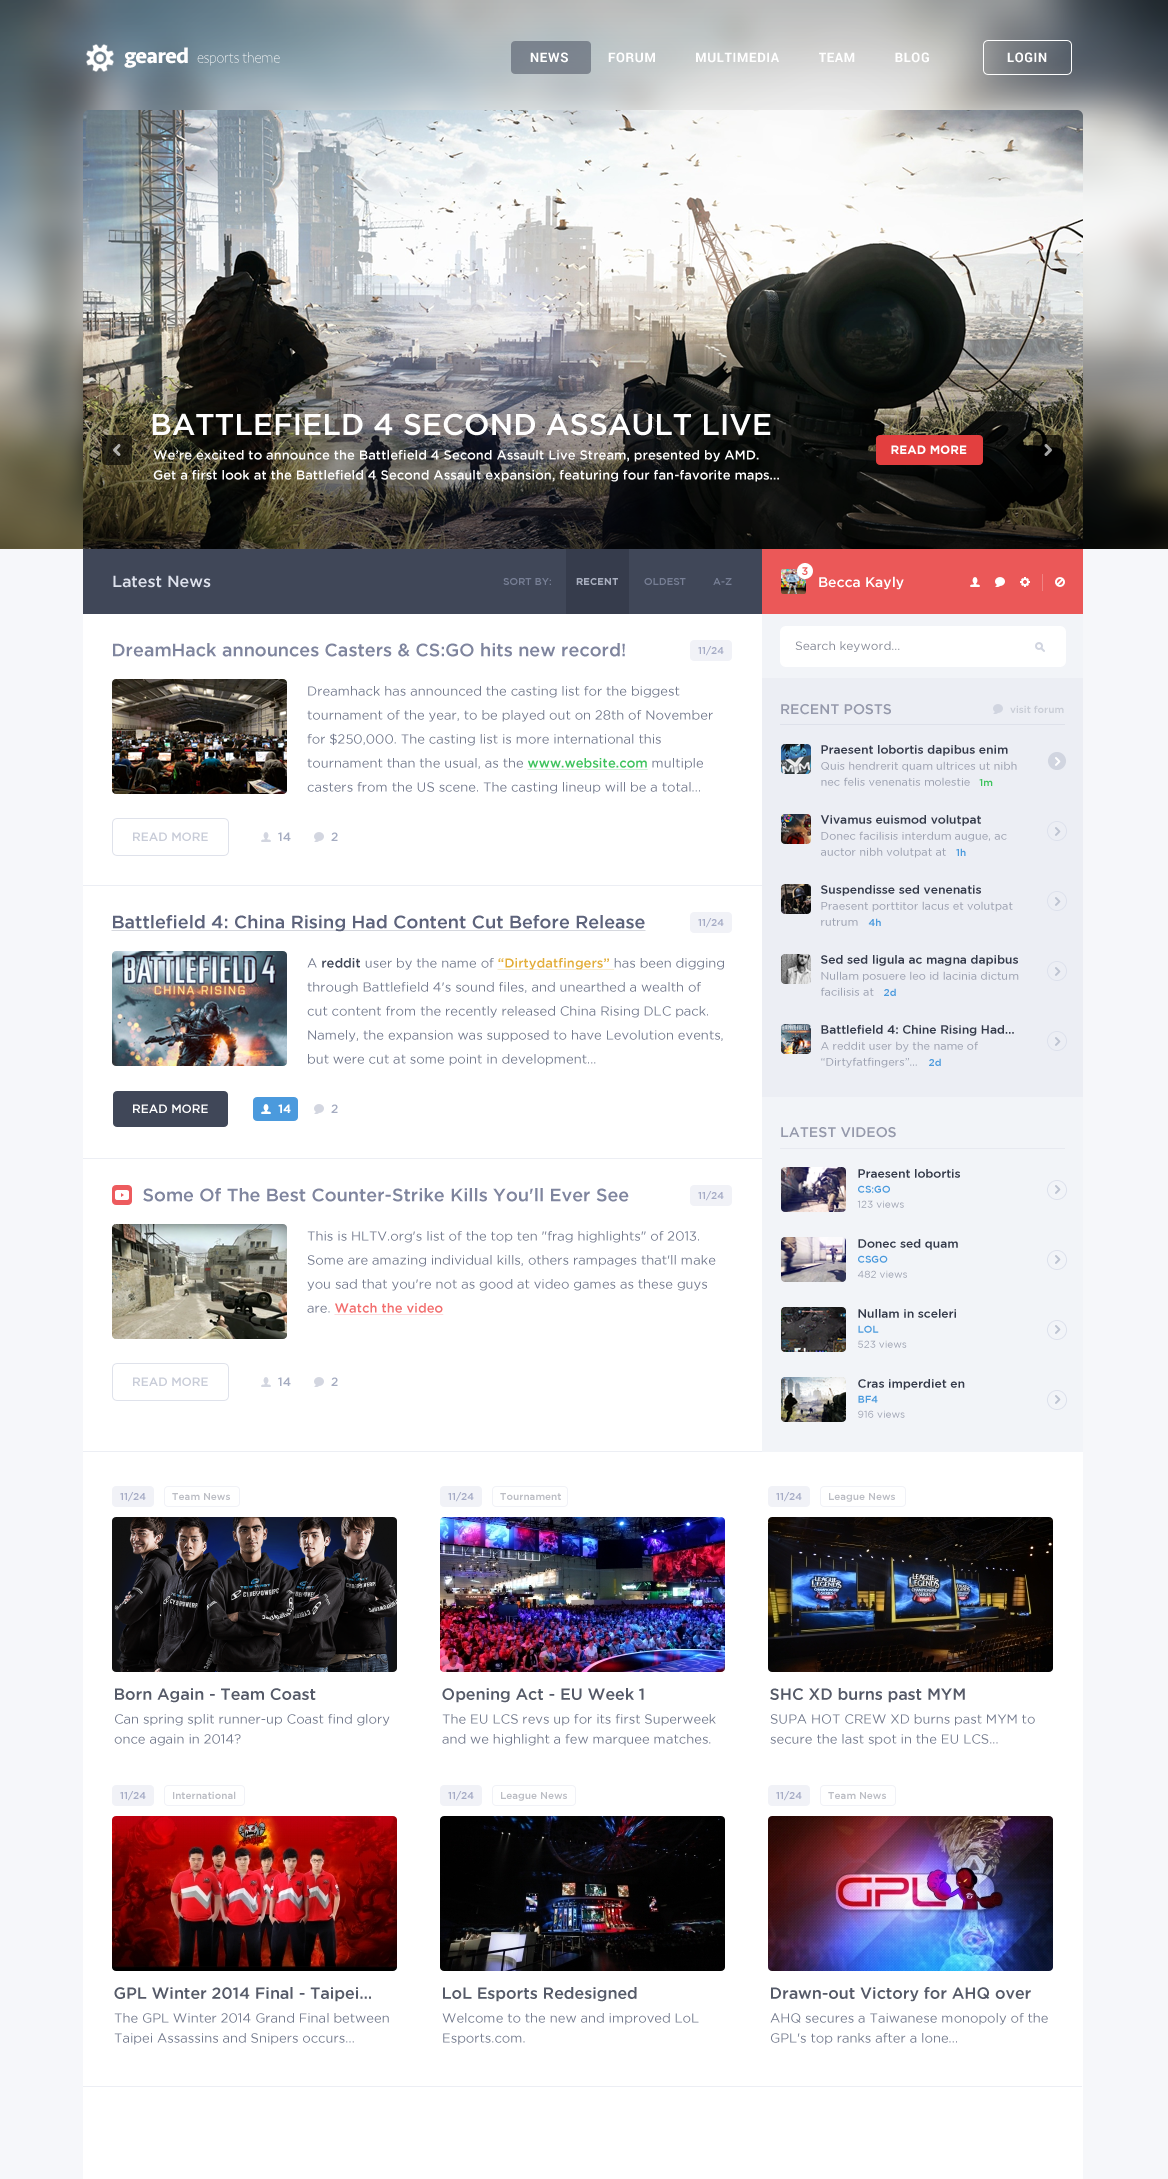 geared esports theme
NEWS FORUM MULTIMEDIA TEAM BLOG LOGIN
BATTLEFIELD 4 SECOND ASSAULT LIVE
We're excited to announce the Battlefield 4 Second Assault Live Stream, presented by AMD.
Get a first look at the Battlefield 4 Second Assault expansion, featuring four fan-favorite maps...
READ MORE
Latest News
SORT BY: RECENT OLDEST A-Z
3
Becca Kayly
DreamHack announces Casters & CS:GO hits new record!
11/24
Dreamhack has announced the casting list for the biggest
tournament of the year, to be played out on 28th of November
for $250,000. The casting list is more international this
tournament than the usual, as the www.website.com multiple
casters from the US scene. The casting lineup will be a total...
READ MORE 14 2
Battlefield 4: China Rising Had Content Cut Before Release
11/24
BATTLEFIELD 4
CHINA RISING
A reddit user by the name of “Dirtydatfingers” has been digging
through Battlefield 4's sound files, and unearthed a wealth of
cut content from the recently released China Rising DLC pack.
Namely, the expansion was supposed to have Levolution events,
but were cut at some point in development...
READ MORE 14 2
Some Of The Best Counter-Strike Kills You'll Ever See
11/24
This is HLTV.org's list of the top ten "frag highlights" of 2013.
Some are amazing individual kills, others rampages that'll make
you sad that you're not as good at video games as these guys
are. Watch the video
READ MORE 14 2
Search keyword...
RECENT POSTS
visit forum
Praesent lobortis dapibus enim
Quis hendrerit quam ultrices ut nibh
nec felis venenatis molestie 1m
Vivamus euismod volutpat
Donec facilisis interdum augue, ac
auctor nibh volutpat at 1h
Suspendisse sed venenatis
Praesent porttitor lacus et volutpat
rutrum 4h
Sed sed ligula ac magna dapibus
Nullam posuere leo id lacinia dictum
facilisis at 2d
Battlefield 4: Chine Rising Had...
A reddit user by the name of
“Dirtyfatfingers”... 2d
LATEST VIDEOS
Praesent lobortis
CS:GO
123 views
Donec sed quam
CSGO
482 views
Nullam in sceleri
LOL
523 views
Cras imperdiet en
BF4
916 views
11/24 Team News
Born Again - Team Coast
Can spring split runner-up Coast find glory
once again in 2014?
11/24 Tournament
Opening Act - EU Week 1
The EU LCS revs up for its first Superweek
and we highlight a few marquee matches.
11/24 League News
LEAGUE LEGENDS
SHC XD burns past MYM
SUPA HOT CREW XD burns past MYM to
secure the last spot in the EU LCS...
11/24 International
GPL Winter 2014 Final - Taipei...
The GPL Winter 2014 Grand Final between
Taipei Assassins and Snipers occurs...
11/24 League News
LoL Esports Redesigned
Welcome to the new and improved LoL
Esports.com.
11/24 Team News
GPL
Drawn-out Victory for AHQ over
AHQ secures a Taiwanese monopoly of the
GPL's top ranks after a lone...